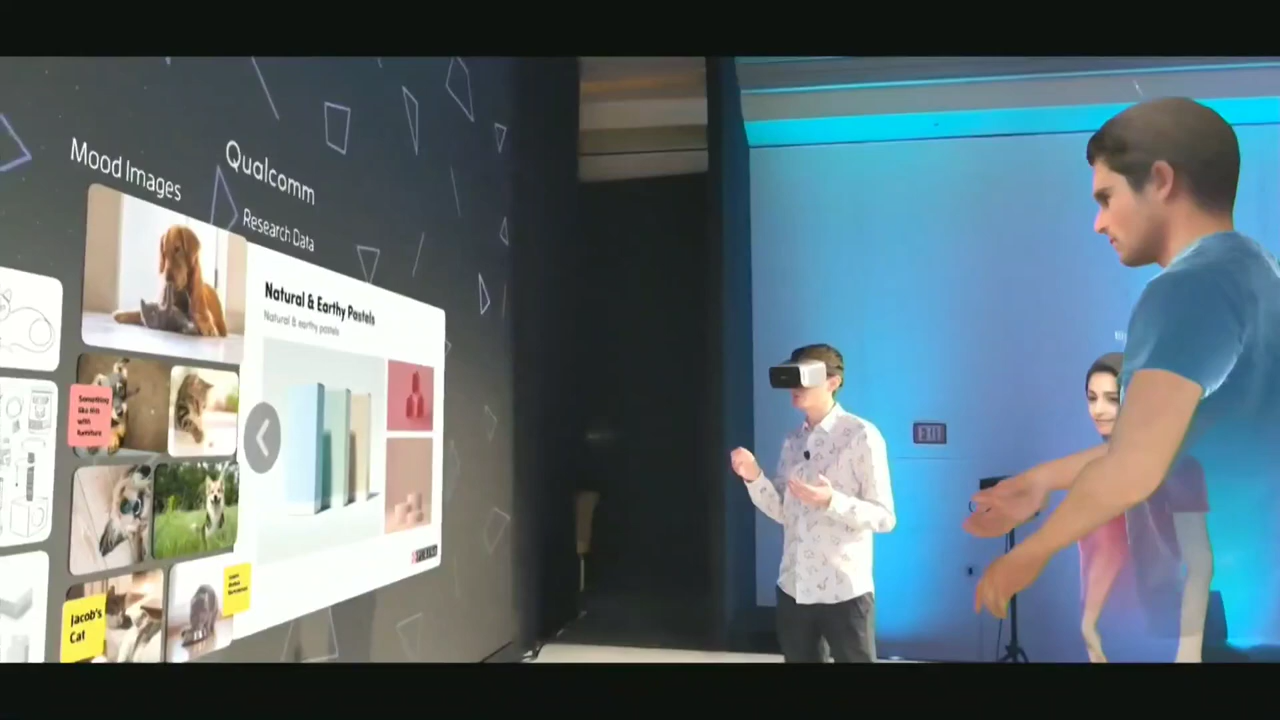 Mood Images
Qualcomm
Research Data
Natural & Earthy Pastels
Natural & earthy pastels
Something
like this
with
furniture
Jacob's
Cat
EXIT